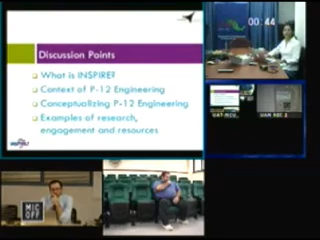 00:44
Discussion Points
What is INSPIRE?
Context of P-12 Engineering
Conceptualizing P-12 Engineering
Examples of research,
engagement and resources
INSPIRE
MIC
OFF